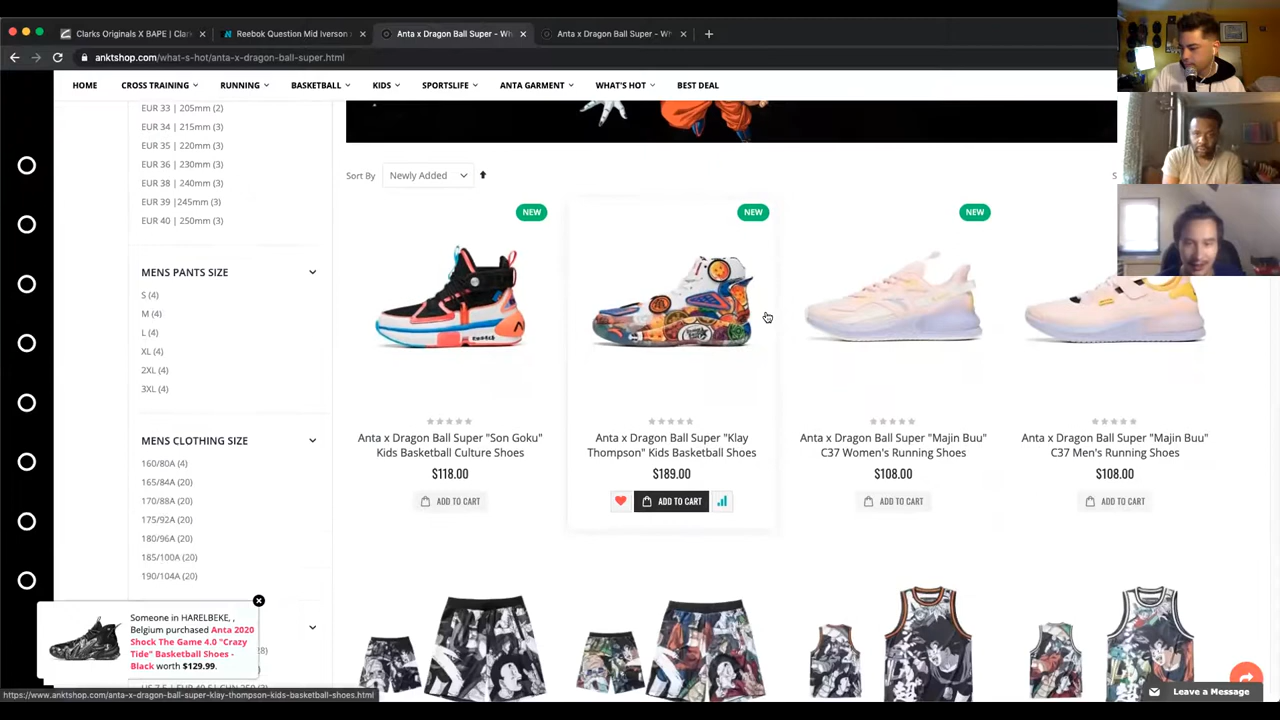 Clarks Originals X BAPE | Clar
Reebok Question Mid Iverson x
Anta x Dragon Ball Super - Wh
Anta x Dragon Ball Super - Wh
anktshop.com/what-s-hot/anta-x-dragon-ball-super.html
HOME CROSS TRAINING RUNNING BASKETBALL KIDS SPORTSLIFE ANTA GARMENT WHAT'S HOT BEST DEAL
EUR 33 | 205mm (3)
EUR 34 | 215mm (3)
EUR 35 | 220mm (3)
EUR 36 | 230mm (3)
EUR 38 | 240mm (3)
EUR 39 |245mm (3)
EUR 40 | 250mm (3)
MENS PANTS SIZE
S (4)
M (4)
L (4)
XL (4)
2XL (4)
3XL (4)
MENS CLOTHING SIZE
160/80A (4)
165/84A (20)
170/88A (20)
175/92A (20)
180/96A (20)
185/100A (20)
190/104A (20)
Sort By Newly Added
S
NEW
NEW
NEW
Anta x Dragon Ball Super "Son Goku"
Kids Basketball Culture Shoes
$118.00
ADD TO CART
Anta x Dragon Ball Super "Klay
Thompson" Kids Basketball Shoes
$189.00
ADD TO CART
Anta x Dragon Ball Super "Majin Buu"
C37 Women's Running Shoes
$108.00
ADD TO CART
Anta x Dragon Ball Super "Majin Buu"
C37 Men's Running Shoes
$108.00
ADD TO CART
Someone in HARELBEKE, ,
Belgium purchased Anta 2020
Shock The Game 4.0 "Crazy
Tide" Basketball Shoes -
Black worth $129.99.
https://www.anktshop.com/anta-x-dragon-ball-super-klay-thompson-kids-basketball-shoes.html
Leave a Message